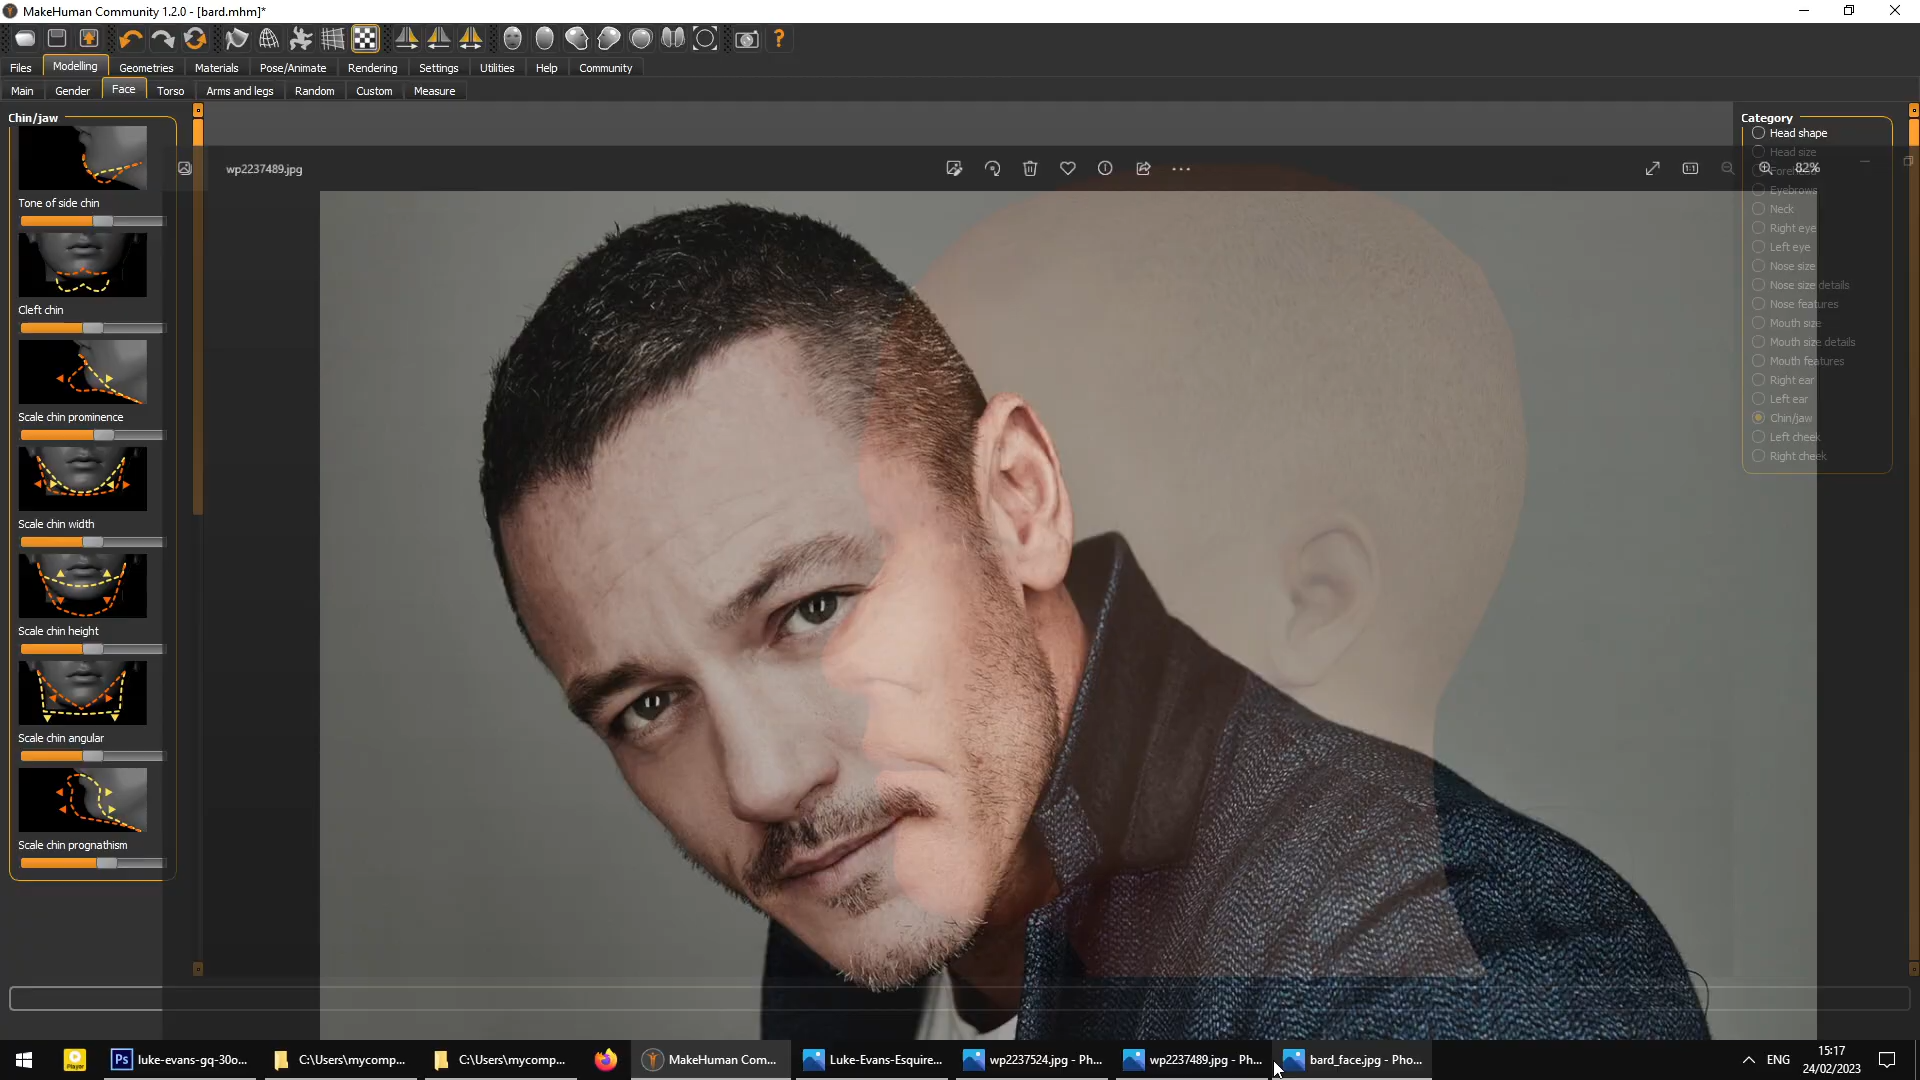 MakeHuman Community 1.2.0 - [bard.mhm]*
Files Modelling Geometries Materials Pose/Animate Rendering Settings Utilities Help Community
Main Gender Face Torso Arms and legs Random Custom Measure
Chin/jaw
Tone of side chin
Cleft chin
Scale chin prominence
Scale chin width
Scale chin height
Scale chin angular
Scale chin prognathism
wp2237489.jpg
82%
Category
Head shape
Head size
Forehead
Eyebrows
Neck
Right eye
Left eye
Nose size
Nose size details
Nose features
Mouth size
Mouth size details
Mouth features
Right ear
Left ear
Chin/jaw
Left cheek
Right cheek
Ps luke-evans-gq-30o... C:\Users\mycomp... C:\Users\mycomp... MakeHuman Com... Luke-Evans-Esquire... wp2237524.jpg - Ph... wp2237489.jpg - Ph... bard_face.jpg - Pho...
ENG
15:17
24/02/2023